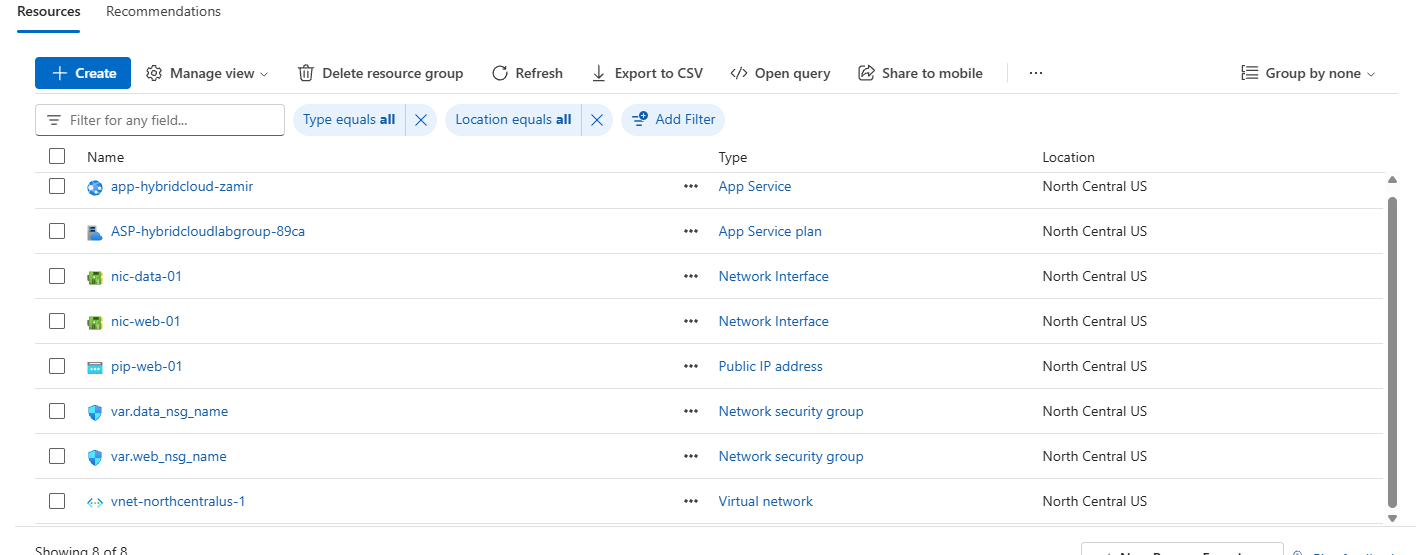 Resources Recommendations
Create Manage view Delete resource group Refresh Export to CSV Open query Share to mobile ... Group by none
Filter for any field... Type equals all Location equals all Add Filter
Name Type Location
app-hybridcloud-zamir ... App Service North Central US
ASP-hybridcloudlabgroup-89ca ... App Service plan North Central US
nic-data-01 ... Network Interface North Central US
nic-web-01 ... Network Interface North Central US
pip-web-01 ... Public IP address North Central US
var.data_nsg_name ... Network security group North Central US
var.web_nsg_name ... Network security group North Central US
vnet-northcentralus-1 ... Virtual network North Central US
Showing 8 of 8